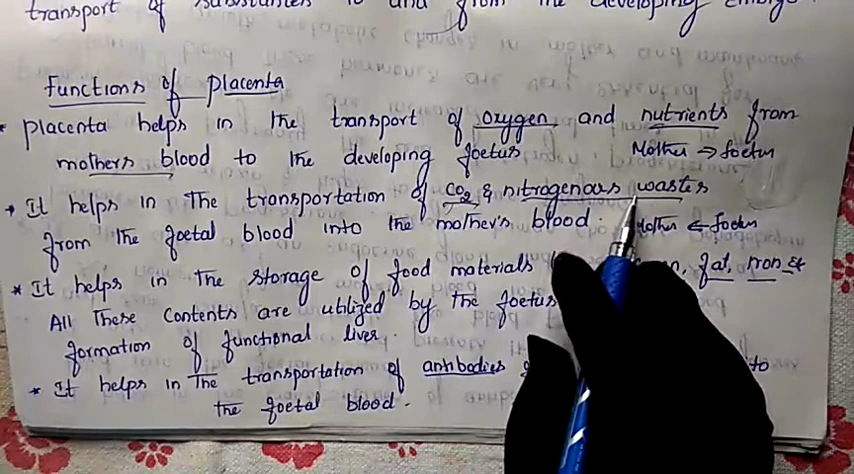 transport of substances to and from the developing embryo
Functions of placenta
• placenta helps in the transport of oxygen and nutrients from
mothers blood to the developing foetus Mother → foetus
• It helps in The transportation of CO2 & nitrogenous wastes
from the foetal blood into the mother's blood. Mother ← foetus
* It helps in The storage of food materials fat, iron etc
All These Contents are utilized by The foetus
formation of functional liver.
* It helps in The transportation of antibodies to
the foetal blood.